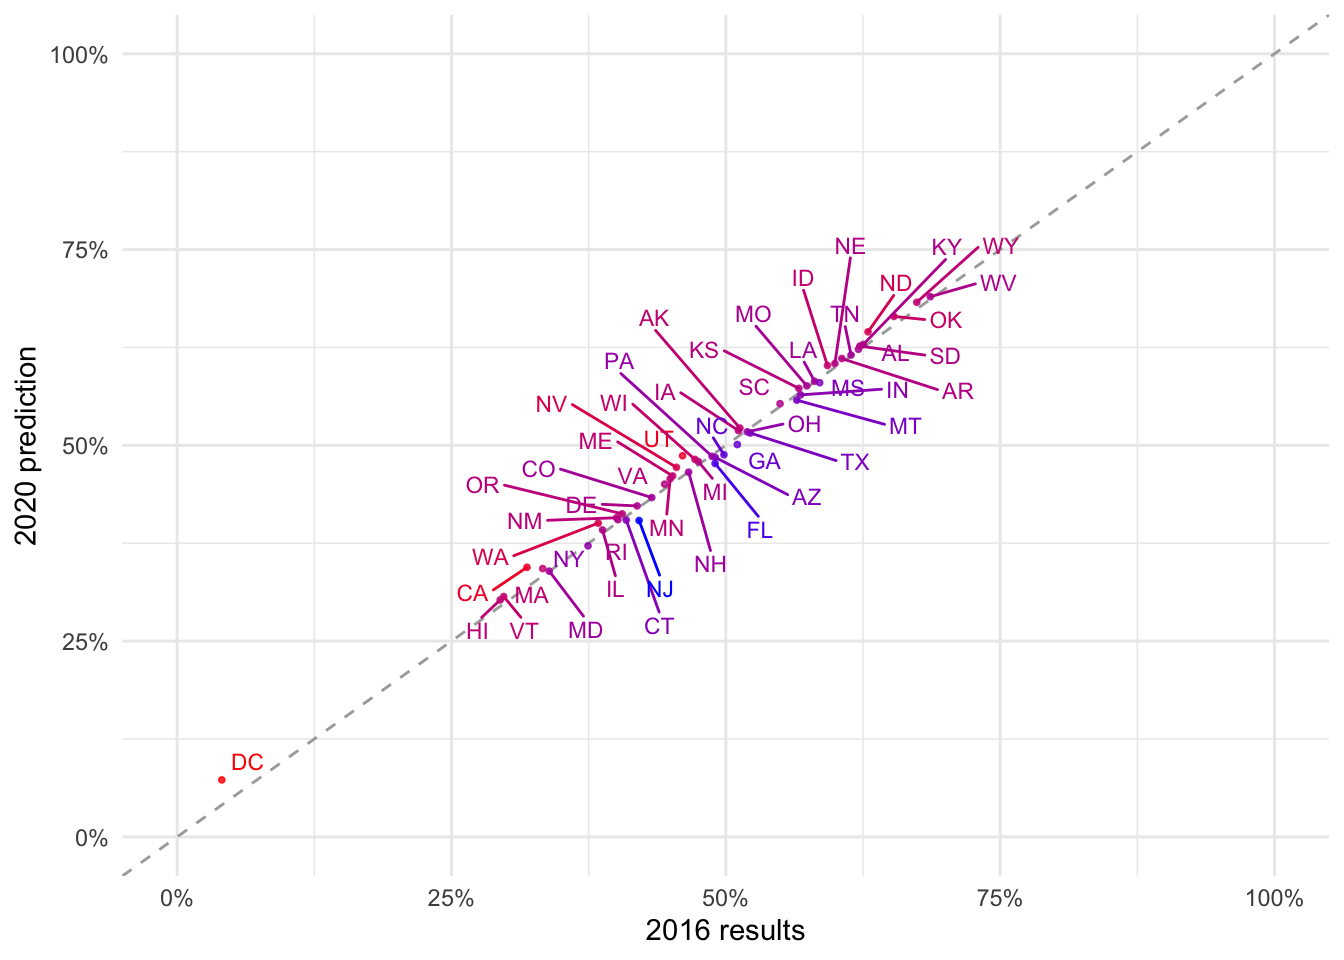 100%
75%
50%
25%
0%
2020 prediction
NE
KY
WY
ID
ND
WV
AK
MO
TN
OK
PA
KS
LA
AL
SD
IA
SC
MS
IN
AR
NV
WI
NC
OH
MT
ME
UT
GA
TX
CO
VA
MI
AZ
OR
DE
NM
MN
FL
WA
NY
RI
NH
CA
MA
IL
NJ
HI
VT
MD
CT
DC
0%
25%
50%
75%
100%
2016 results